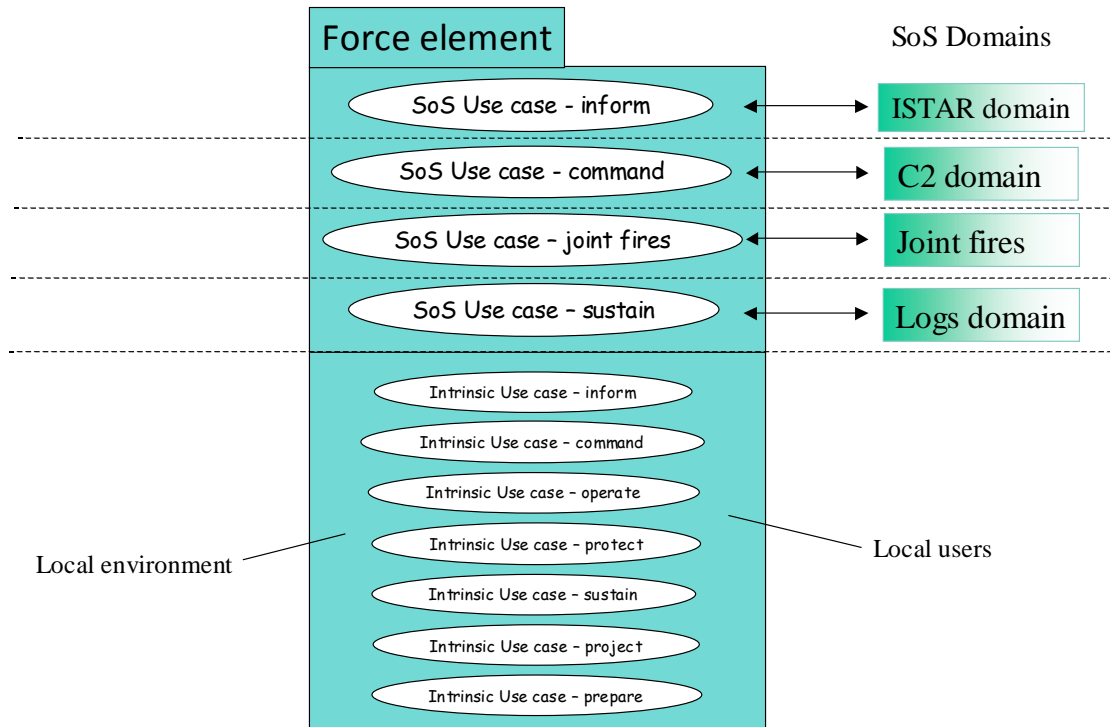 Force element
SoS Domains
SoS Use case - inform
ISTAR domain
SoS Use case - command
C2 domain
SoS Use case – joint fires
Joint fires
SoS Use case – sustain
Logs domain
Intrinsic Use case – inform
Intrinsic Use case – command
Intrinsic Use case – operate
Intrinsic Use case – protect
Local environment
Local users
Intrinsic Use case – sustain
Intrinsic Use case – project
Intrinsic Use case – prepare